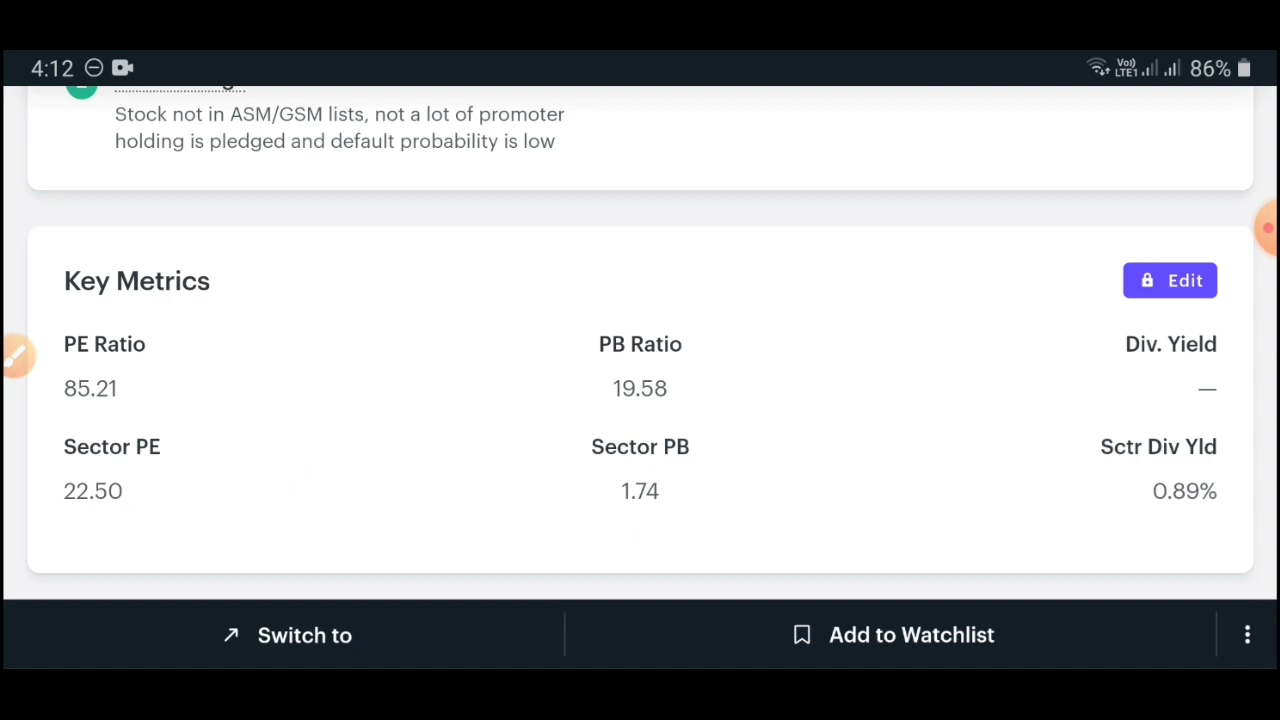 4:12
Vo)) LTE1 86%
Stock not in ASM/GSM lists, not a lot of promoter
holding is pledged and default probability is low
Key Metrics
Edit
PE Ratio PB Ratio Div. Yield
85.21 19.58 —
Sector PE Sector PB Sctr Div Yld
22.50 1.74 0.89%
Switch to Add to Watchlist